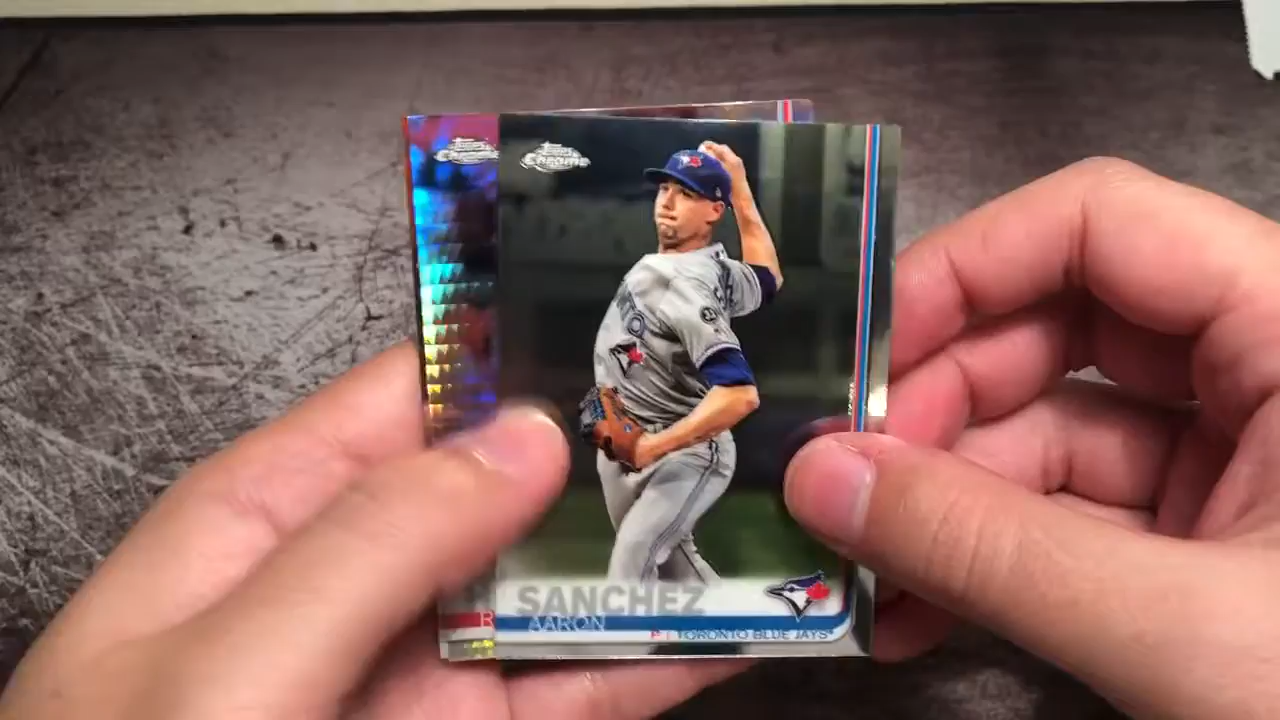 Topps
Chrome
Topps
Chrome
SANCHEZ
R
AARON
P | TORONTO BLUE JAYS